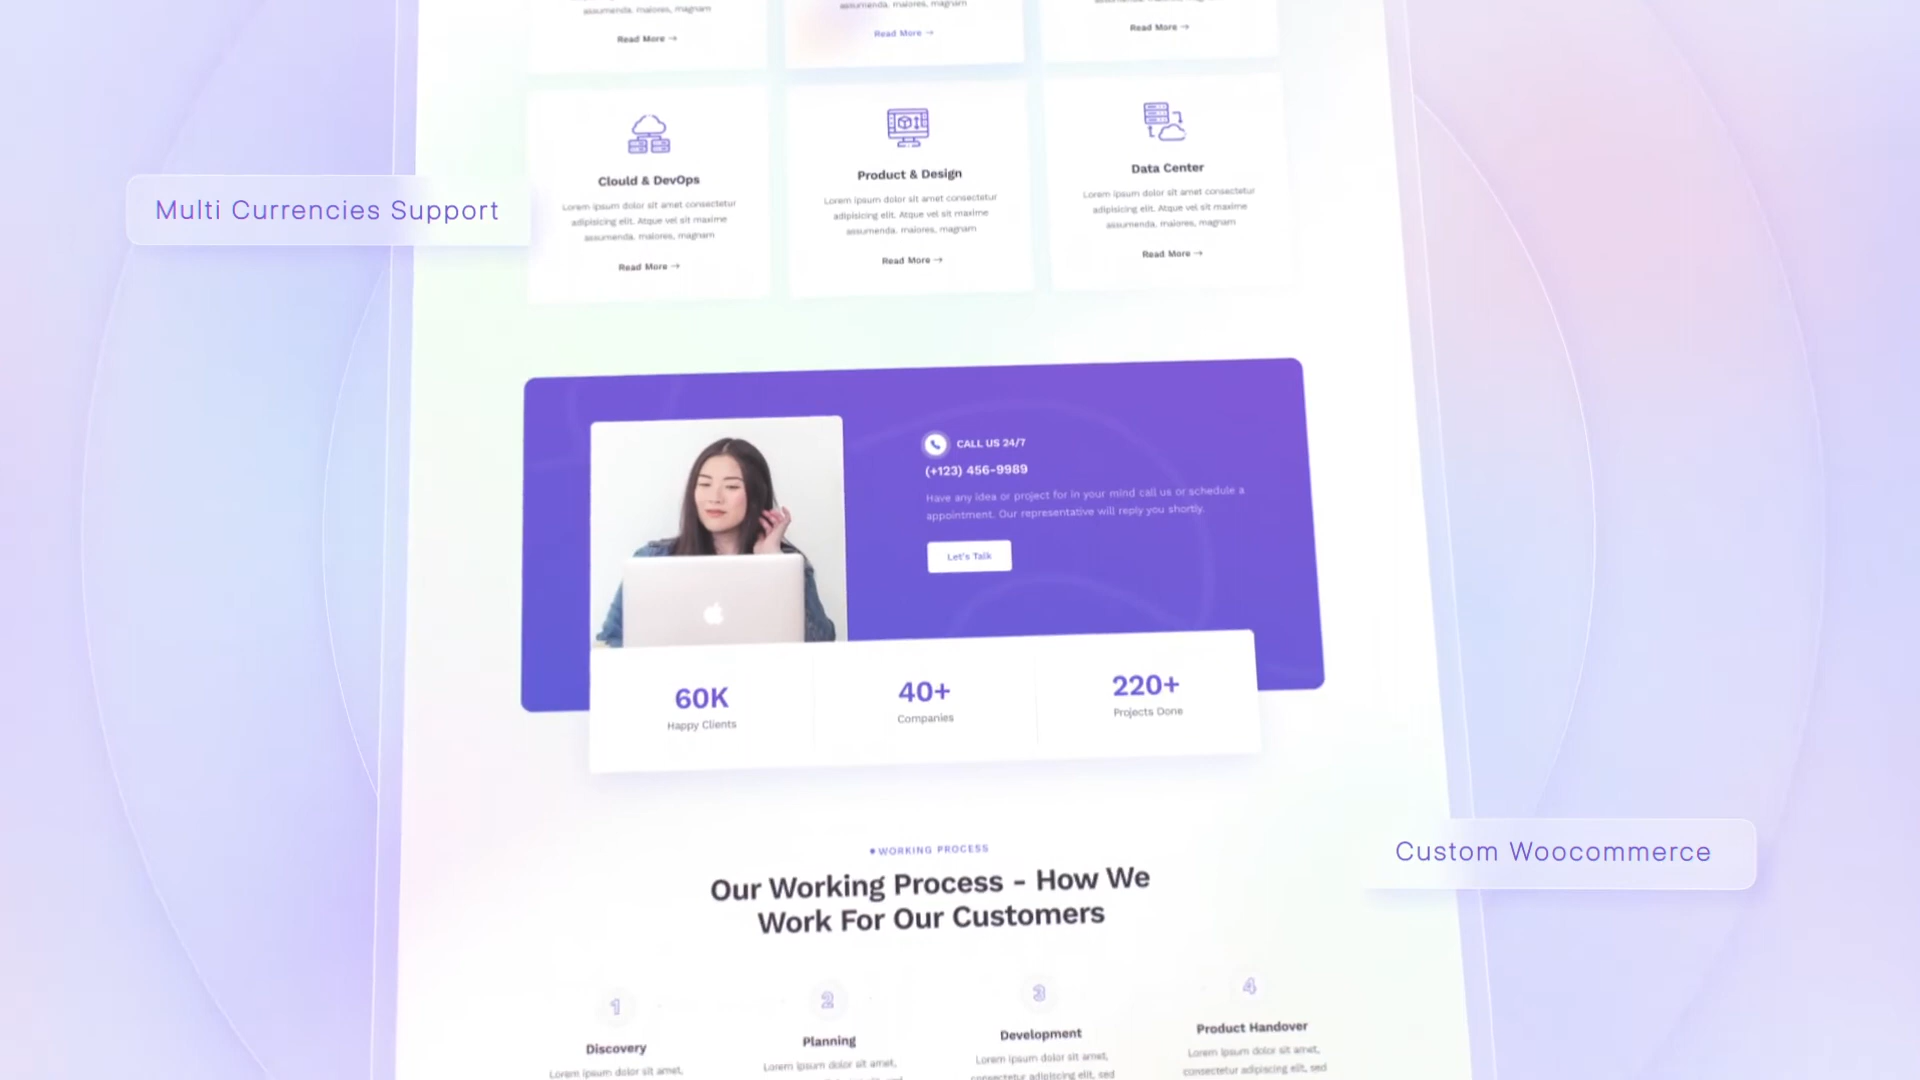 assumenda, maiores, magnam
Read More →
assumenda, maiores, magnam
Read More →
Read More →
Clould & DevOps
Lorem ipsum dolor sit amet consectetur
adipisicing elit. Atque vel sit maxime
assumenda, maiores, magnam
Read More →
Product & Design
Lorem ipsum dolor sit amet consectetur
adipisicing elit. Atque vel sit maxime
assumenda, maiores, magnam
Read More →
Data Center
Lorem ipsum dolor sit amet consectetur
adipisicing elit. Atque vel sit maxime
assumenda, maiores, magnam
Read More →
Multi Currencies Support
CALL US 24/7
(+123) 456-9989
Have any idea or project for in your mind call us or schedule a
appointment. Our representative will reply you shortly.
Let's Talk
60K
Happy Clients
40+
Companies
220+
Projects Done
Custom Woocommerce
WORKING PROCESS
Our Working Process - How We
Work For Our Customers
1
Discovery
Lorem ipsum dolor sit amet,
2
Planning
Lorem ipsum dolor sit amet,
3
Development
Lorem ipsum dolor sit amet,
consectetur adipiscing elit, sed
4
Product Handover
Lorem ipsum dolor sit amet,
consectetur adipiscing elit, sed